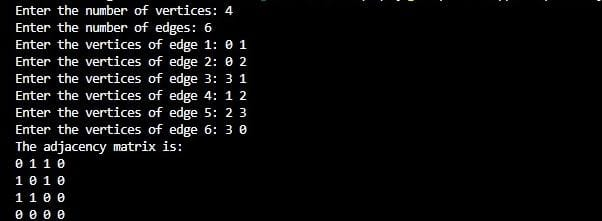 Enter the number of vertices: 4
Enter the number of edges: 6
Enter the vertices of edge 1: 0 1
Enter the vertices of edge 2: 0 2
Enter the vertices of edge 3: 3 1
Enter the vertices of edge 4: 1 2
Enter the vertices of edge 5: 2 3
Enter the vertices of edge 6: 3 0
The adjacency matrix is:
0 1 1 0
1 0 1 0
1 1 0 0
0 0 0 0